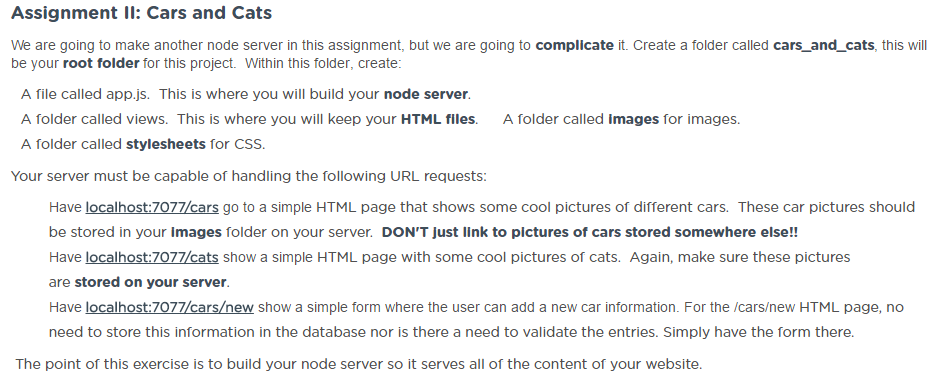 Assignment II: Cars and Cats
We are going to make another node server in this assignment, but we are going to complicate it. Create a folder called cars_and_cats, this will
be your root folder for this project. Within this folder, create:
A file called app.js. This is where you will build your node server.
A folder called views. This is where you will keep your HTML files. A folder called images for images.
A folder called stylesheets for CSS.
Your server must be capable of handling the following URL requests:
Have localhost:7077/cars go to a simple HTML page that shows some cool pictures of different cars. These car pictures should
be stored in your images folder on your server. DON'T just link to pictures of cars stored somewhere else!!
Have localhost:7077/cats show a simple HTML page with some cool pictures of cats. Again, make sure these pictures
are stored on your server.
Have localhost:7077/cars/new show a simple form where the user can add a new car information. For the /cars/new HTML page, no
need to store this information in the database nor is there a need to validate the entries. Simply have the form there.
The point of this exercise is to build your node server so it serves all of the content of your website.